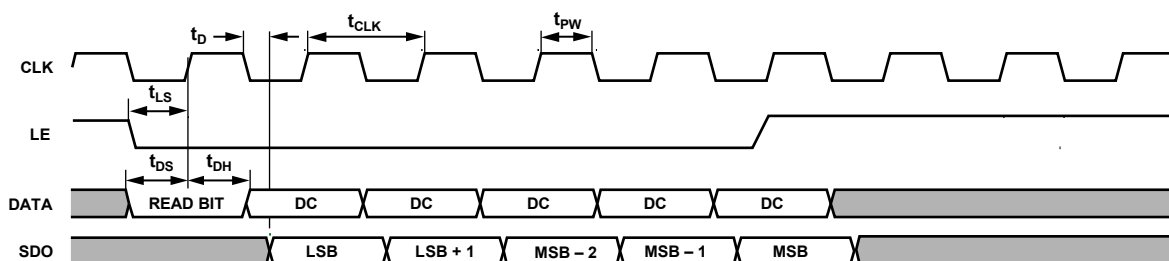 tD
tCLK
tPW
CLK
tLS
LE
tDS
tDH
DATA
READ BIT
DC
DC
DC
DC
DC
SDO
LSB
LSB + 1
MSB – 2
MSB – 1
MSB